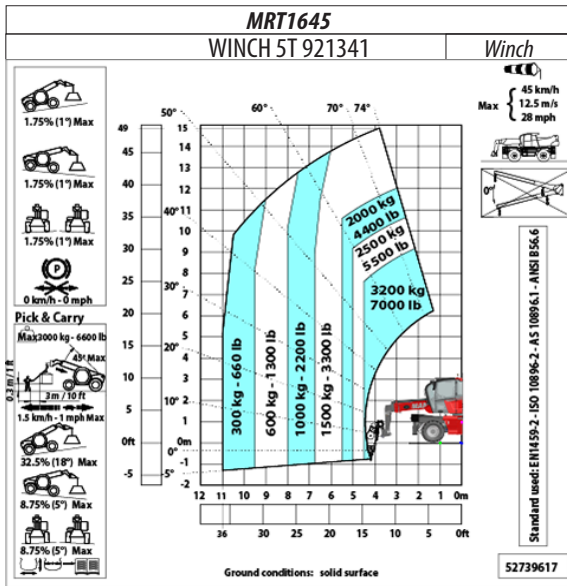 MRT1645
WINCH 5T 921341
Winch
1.75% (1°) Max
1.75% (1°) Max
1.75% (1°) Max
P
0 km/h - 0 mph
Pick & Carry
Max3000 kg - 6600 lb
45° Max
0.3 m / 1 ft
3 m / 10 ft
1.5 km/h - 1 mph Max
32.5% (18°) Max
8.75% (5°) Max
8.75% (5°) Max
49
45
40
35
30
25
20
15
10
5
0ft
-5
15
14
13
12
11
10
9
8
7
6
5
4
3
2
1
0m
-1
-2
74°
70°
60°
50°
40°
30°
20°
10°
0°
-5°
300 kg - 660 lb
600 kg - 1300 lb
1000 kg - 2200 lb
1500 kg - 3300 lb
2000 kg
4400 lb
2500 kg
5500 lb
3200 kg
7000 lb
12 11 10 9 8 7 6 5 4 3 2 1 0m
36 30 25 20 15 10 5 0ft
Ground conditions: solid surface
Max
45 km/h
12.5 m/s
28 mph
0°
Standard used: EN1459-2 - ISO 10896-2 - AS 10896.1 - ANSI B56.6
52739617